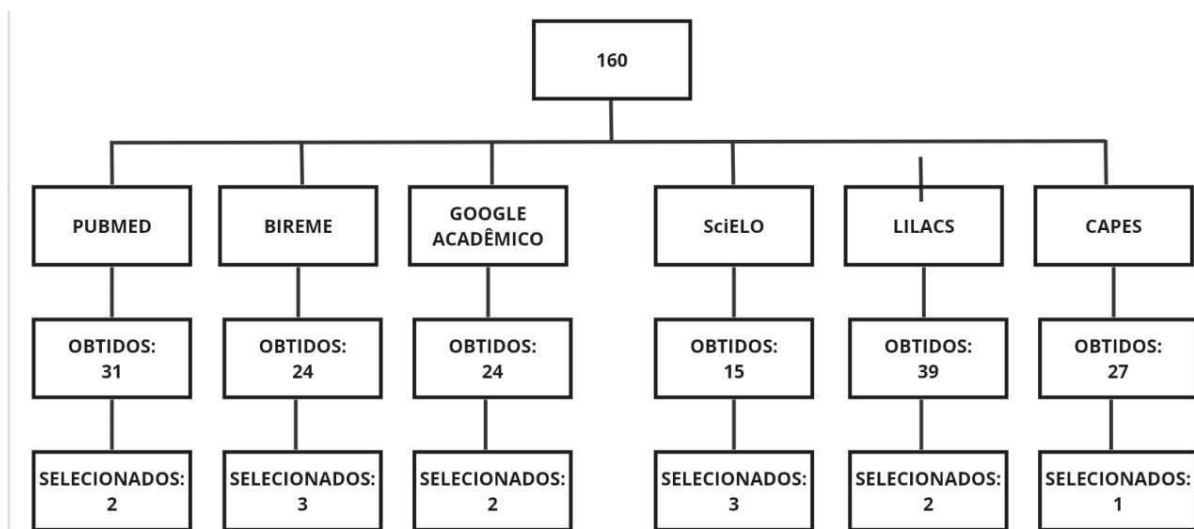 160
PUBMED
BIREME
GOOGLE
ACADÊMICO
SciELO
LILACS
CAPES
OBTIDOS:
31
OBTIDOS:
24
OBTIDOS:
24
OBTIDOS:
15
OBTIDOS:
39
OBTIDOS:
27
SELECIONADOS:
2
SELECIONADOS:
3
SELECIONADOS:
2
SELECIONADOS:
3
SELECIONADOS:
2
SELECIONADOS:
1